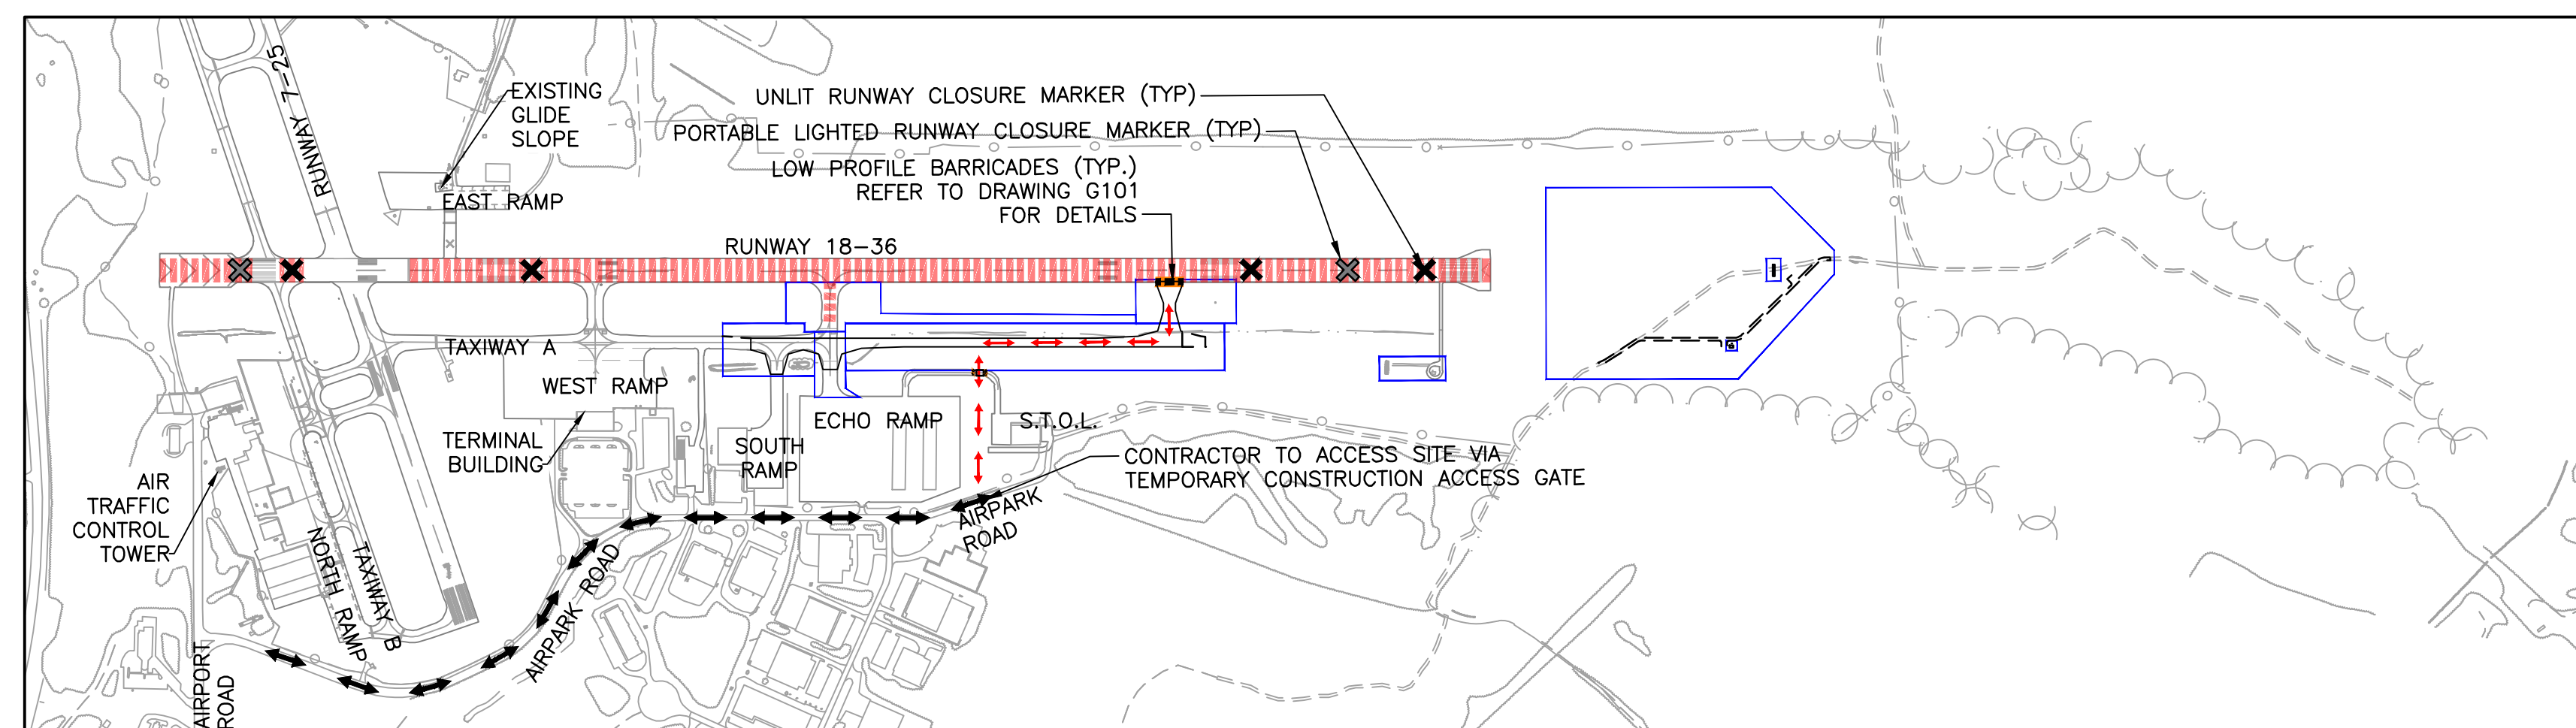 RUNWAY 7-25
EXISTING
GLIDE
SLOPE
EAST RAMP
UNLIT RUNWAY CLOSURE MARKER (TYP)
PORTABLE LIGHTED RUNWAY CLOSURE MARKER (TYP)
LOW PROFILE BARRICADES (TYP.)
REFER TO DRAWING G101
FOR DETAILS
RUNWAY 18-36
TAXIWAY A
WEST RAMP
TERMINAL
BUILDING
SOUTH
RAMP
ECHO RAMP
S.T.O.L.
CONTRACTOR TO ACCESS SITE VIA
TEMPORARY CONSTRUCTION ACCESS GATE
AIR
TRAFFIC
CONTROL
TOWER
NORTH RAMP
TAXIWAY B
AIRPARK ROAD
AIRPARK
ROAD
AIRPORT
ROAD